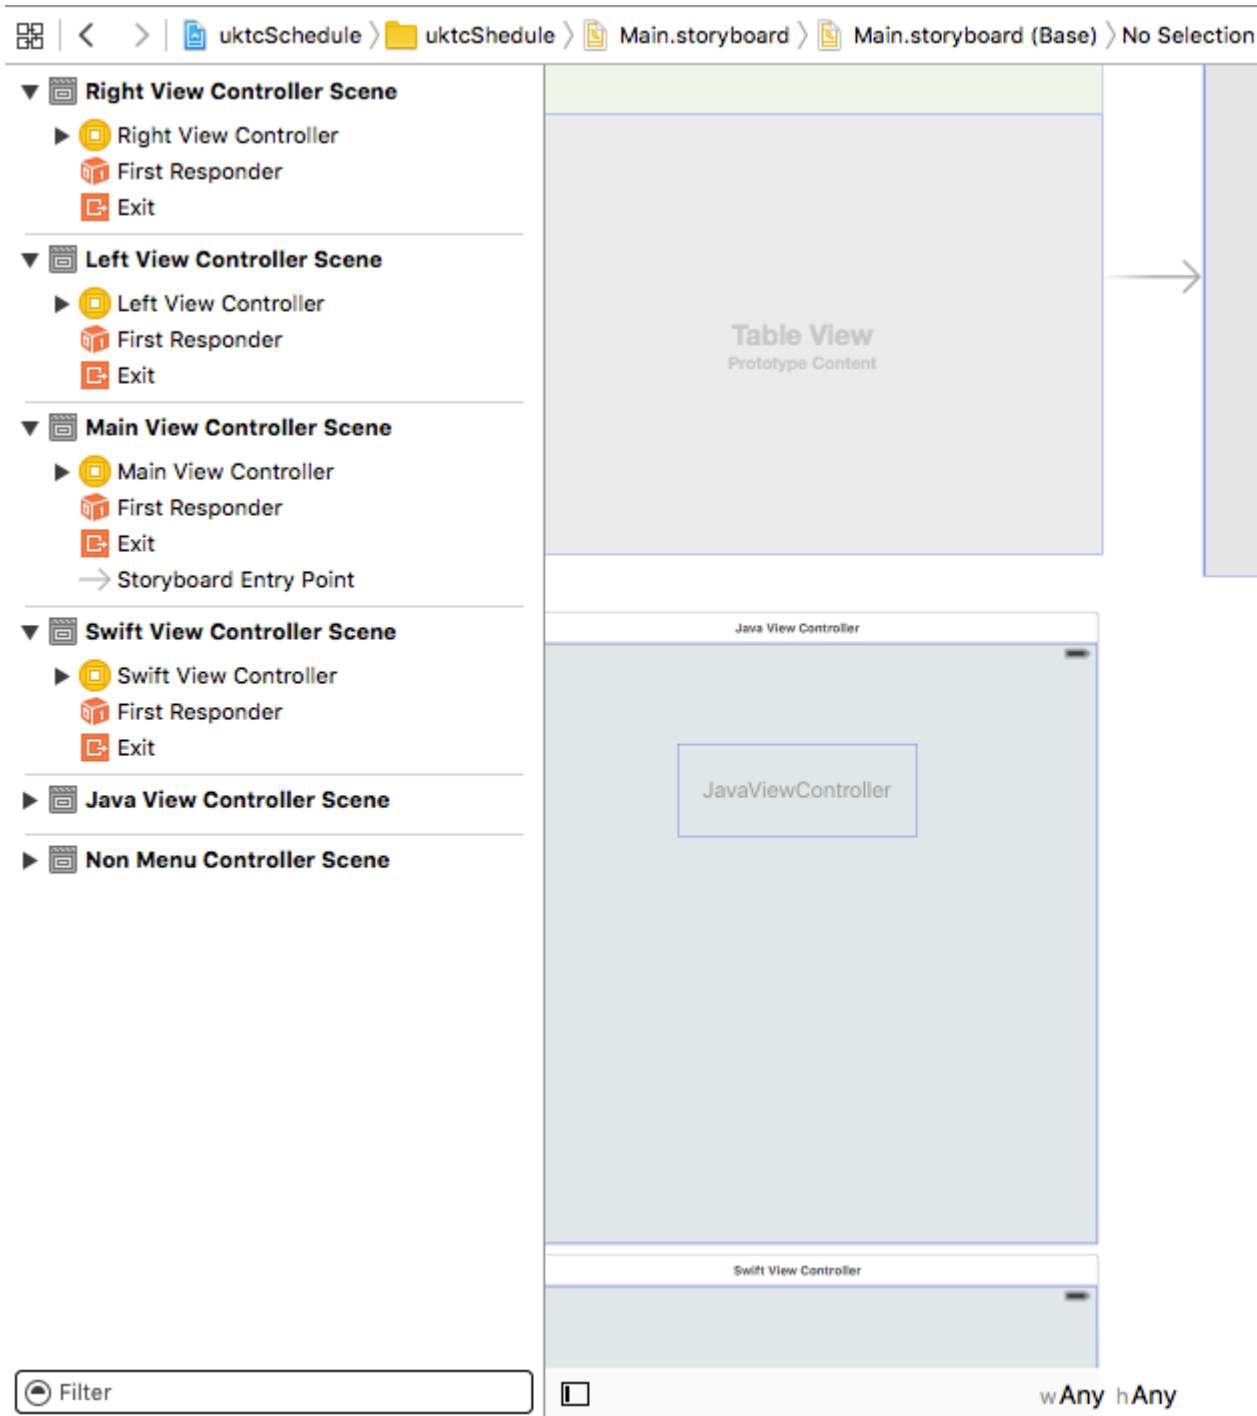 uktcSchedule 〉 uktcShedule 〉 Main.storyboard 〉 Main.storyboard (Base) 〉 No Selection
Right View Controller Scene
Right View Controller
First Responder
Exit
Left View Controller Scene
Left View Controller
First Responder
Exit
Main View Controller Scene
Main View Controller
First Responder
Exit
Storyboard Entry Point
Swift View Controller Scene
Swift View Controller
First Responder
Exit
Java View Controller Scene
Non Menu Controller Scene
Filter
Table View
Prototype Content
Java View Controller
JavaViewController
Swift View Controller
wAny hAny